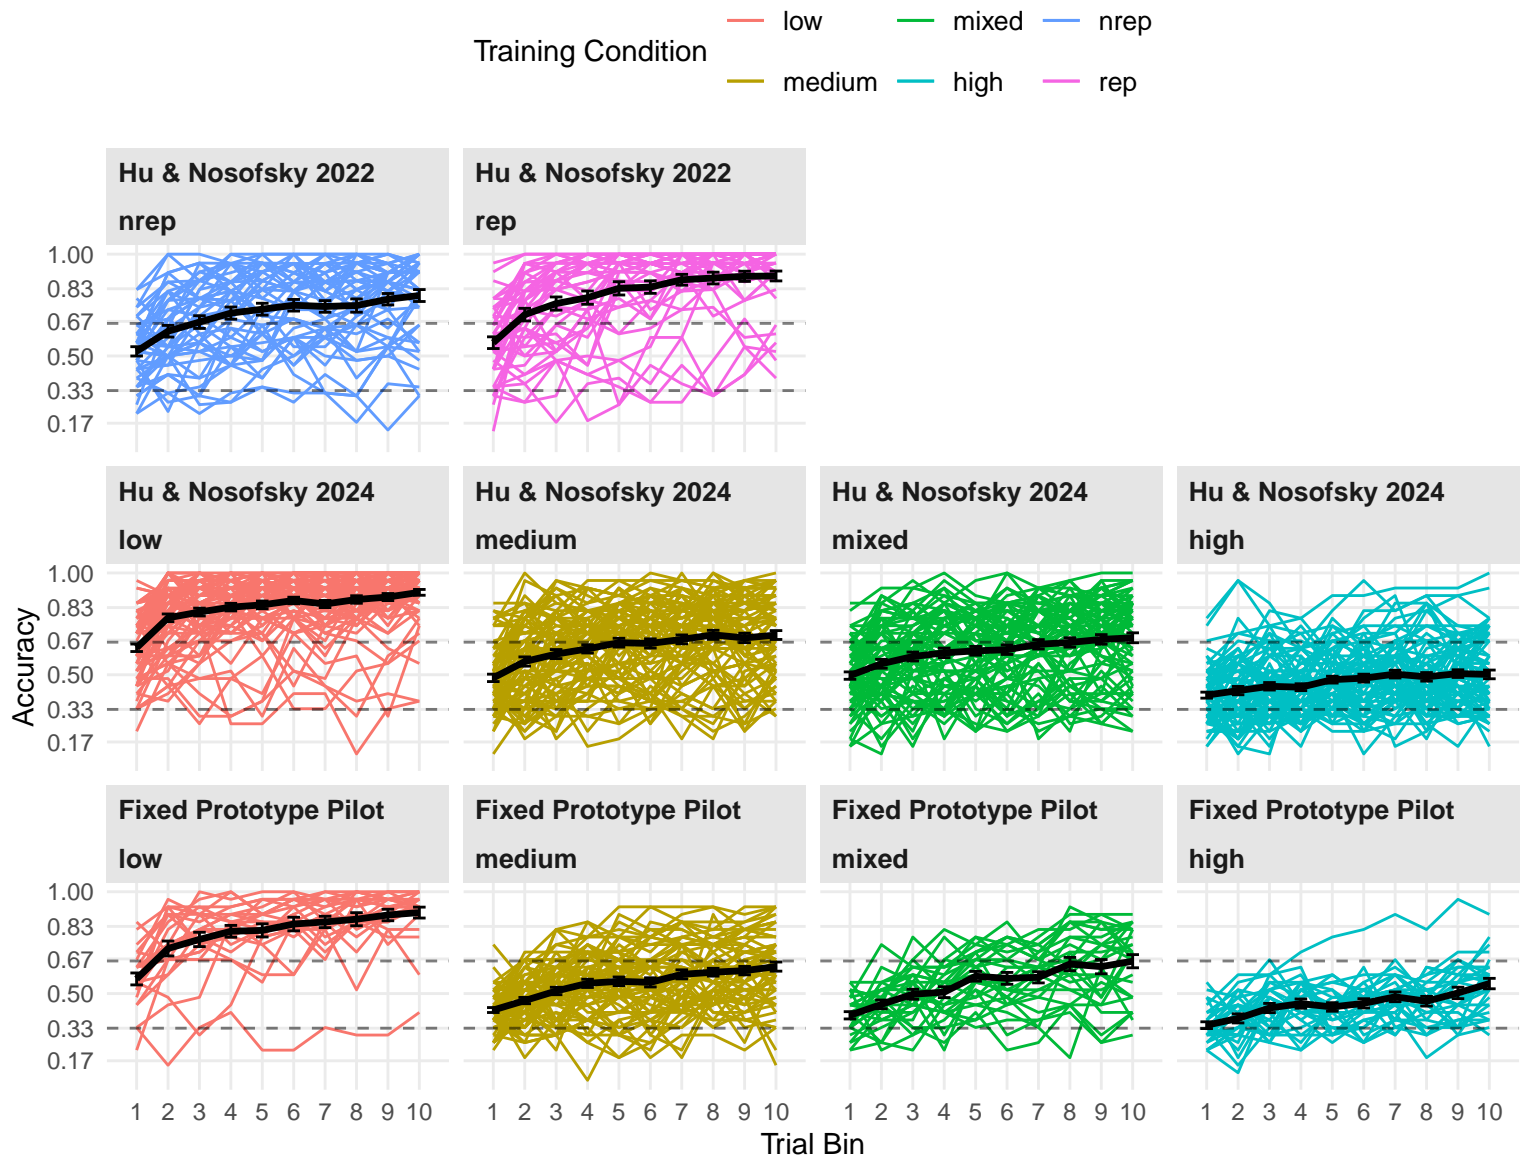 Training Condition
low
mixed
nrep
medium
high
rep
Hu & Nosofsky 2022
nrep
Hu & Nosofsky 2022
rep
1.00
0.83
0.67
0.50
0.33
0.17
Hu & Nosofsky 2024
low
Hu & Nosofsky 2024
medium
Hu & Nosofsky 2024
mixed
Hu & Nosofsky 2024
high
1.00
0.83
0.67
0.50
0.33
0.17
Accuracy
Fixed Prototype Pilot
low
Fixed Prototype Pilot
medium
Fixed Prototype Pilot
mixed
Fixed Prototype Pilot
high
1.00
0.83
0.67
0.50
0.33
0.17
1 2 3 4 5 6 7 8 9 10
1 2 3 4 5 6 7 8 9 10
1 2 3 4 5 6 7 8 9 10
1 2 3 4 5 6 7 8 9 10
Trial Bin